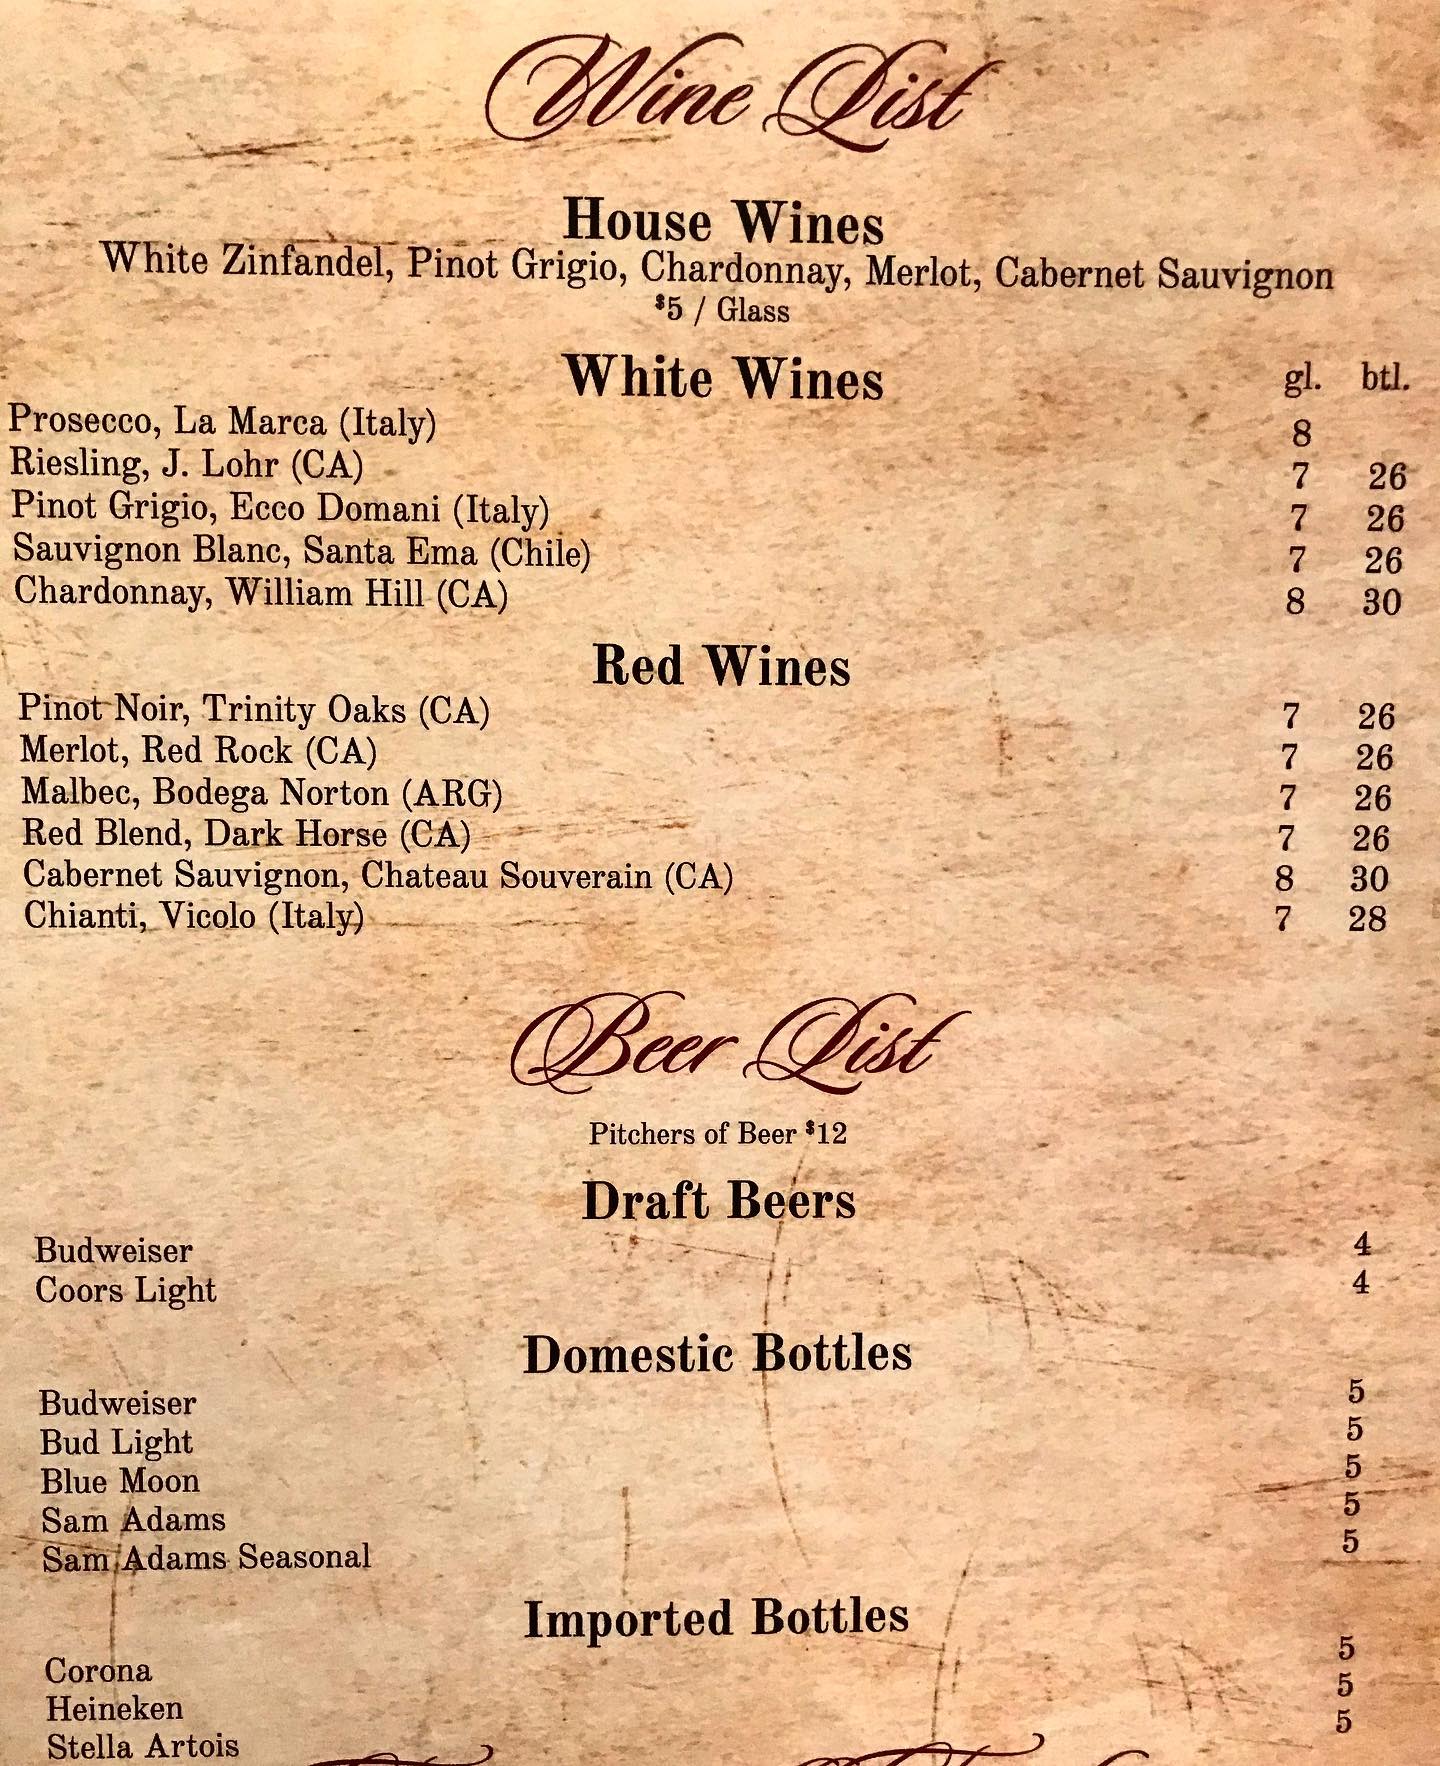 Wine List
House Wines
White Zinfandel, Pinot Grigio, Chardonnay, Merlot, Cabernet Sauvignon
$5 / Glass
White Wines gl. btl.
Prosecco, La Marca (Italy) 8
Riesling, J. Lohr (CA) 7 26
Pinot Grigio, Ecco Domani (Italy) 7 26
Sauvignon Blanc, Santa Ema (Chile) 7 26
Chardonnay, William Hill (CA) 8 30
Red Wines
Pinot Noir, Trinity Oaks (CA) 7 26
Merlot, Red Rock (CA) 7 26
Malbec, Bodega Norton (ARG) 7 26
Red Blend, Dark Horse (CA) 7 26
Cabernet Sauvignon, Chateau Souverain (CA) 8 30
Chianti, Vicolo (Italy) 7 28
Beer List
Pitchers of Beer $12
Draft Beers
Budweiser 4
Coors Light 4
Domestic Bottles
Budweiser 5
Bud Light 5
Blue Moon 5
Sam Adams 5
Sam Adams Seasonal 5
Imported Bottles
Corona 5
Heineken 5
Stella Artois 5